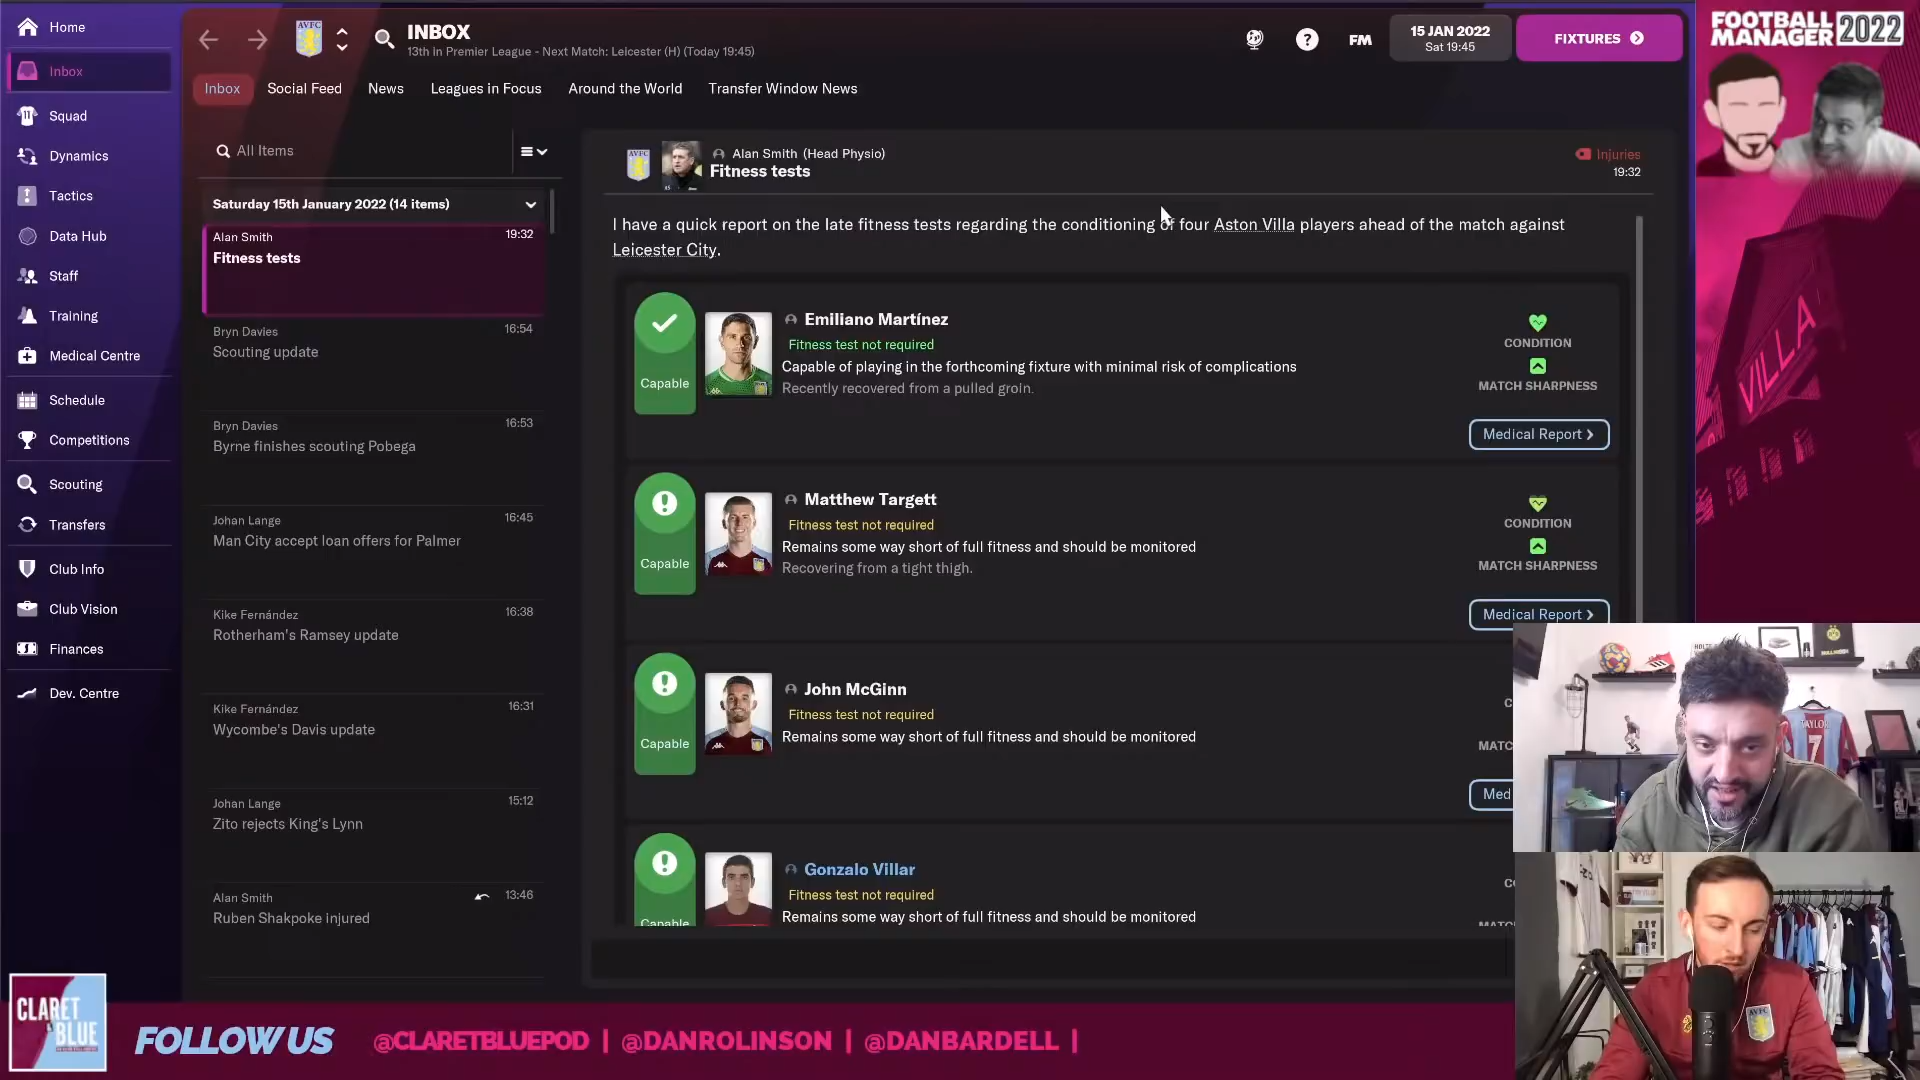 Home
Inbox
Squad
Dynamics
Tactics
Data Hub
Staff
Training
Medical Centre
Schedule
Competitions
Scouting
Transfers
Club Info
Club Vision
Finances
Dev. Centre
AVFC
INBOX
13th in Premier League - Next Match: Leicester (H) (Today 19:45)
?
FM
15 JAN 2022
Sat 19:45
FIXTURES
FOOTBALL
MANAGER 2022
Inbox
Social Feed
News
Leagues in Focus
Around the World
Transfer Window News
All Items
Saturday 15th January 2022 (14 items)
Alan Smith 19:32
Fitness tests
Bryn Davies 16:54
Scouting update
Bryn Davies 16:53
Byrne finishes scouting Pobega
Johan Lange 16:45
Man City accept loan offers for Palmer
Kike Fernández 16:38
Rotherham's Ramsey update
Kike Fernández 16:31
Wycombe's Davis update
Johan Lange 15:12
Zito rejects King's Lynn
Alan Smith 13:46
Ruben Shakpoke injured
Alan Smith (Head Physio)
Fitness tests
Injuries
19:32
I have a quick report on the late fitness tests regarding the conditioning of four Aston Villa players ahead of the match against
Leicester City.
Capable
Emiliano Martínez
Fitness test not required
Capable of playing in the forthcoming fixture with minimal risk of complications
Recently recovered from a pulled groin.
CONDITION
MATCH SHARPNESS
Medical Report
Capable
Matthew Targett
Fitness test not required
Remains some way short of full fitness and should be monitored
Recovering from a tight thigh.
CONDITION
MATCH SHARPNESS
Medical Report
Capable
John McGinn
Fitness test not required
Remains some way short of full fitness and should be monitored
C
MATC
Med
Capable
Gonzalo Villar
Fitness test not required
Remains some way short of full fitness and should be monitored
VILLA
TAYLOR
7
AVFC
CLARET
&
BLUE
FOLLOW US
@CLARETBLUEPOD | @DANROLINSON | @DANBARDELL |